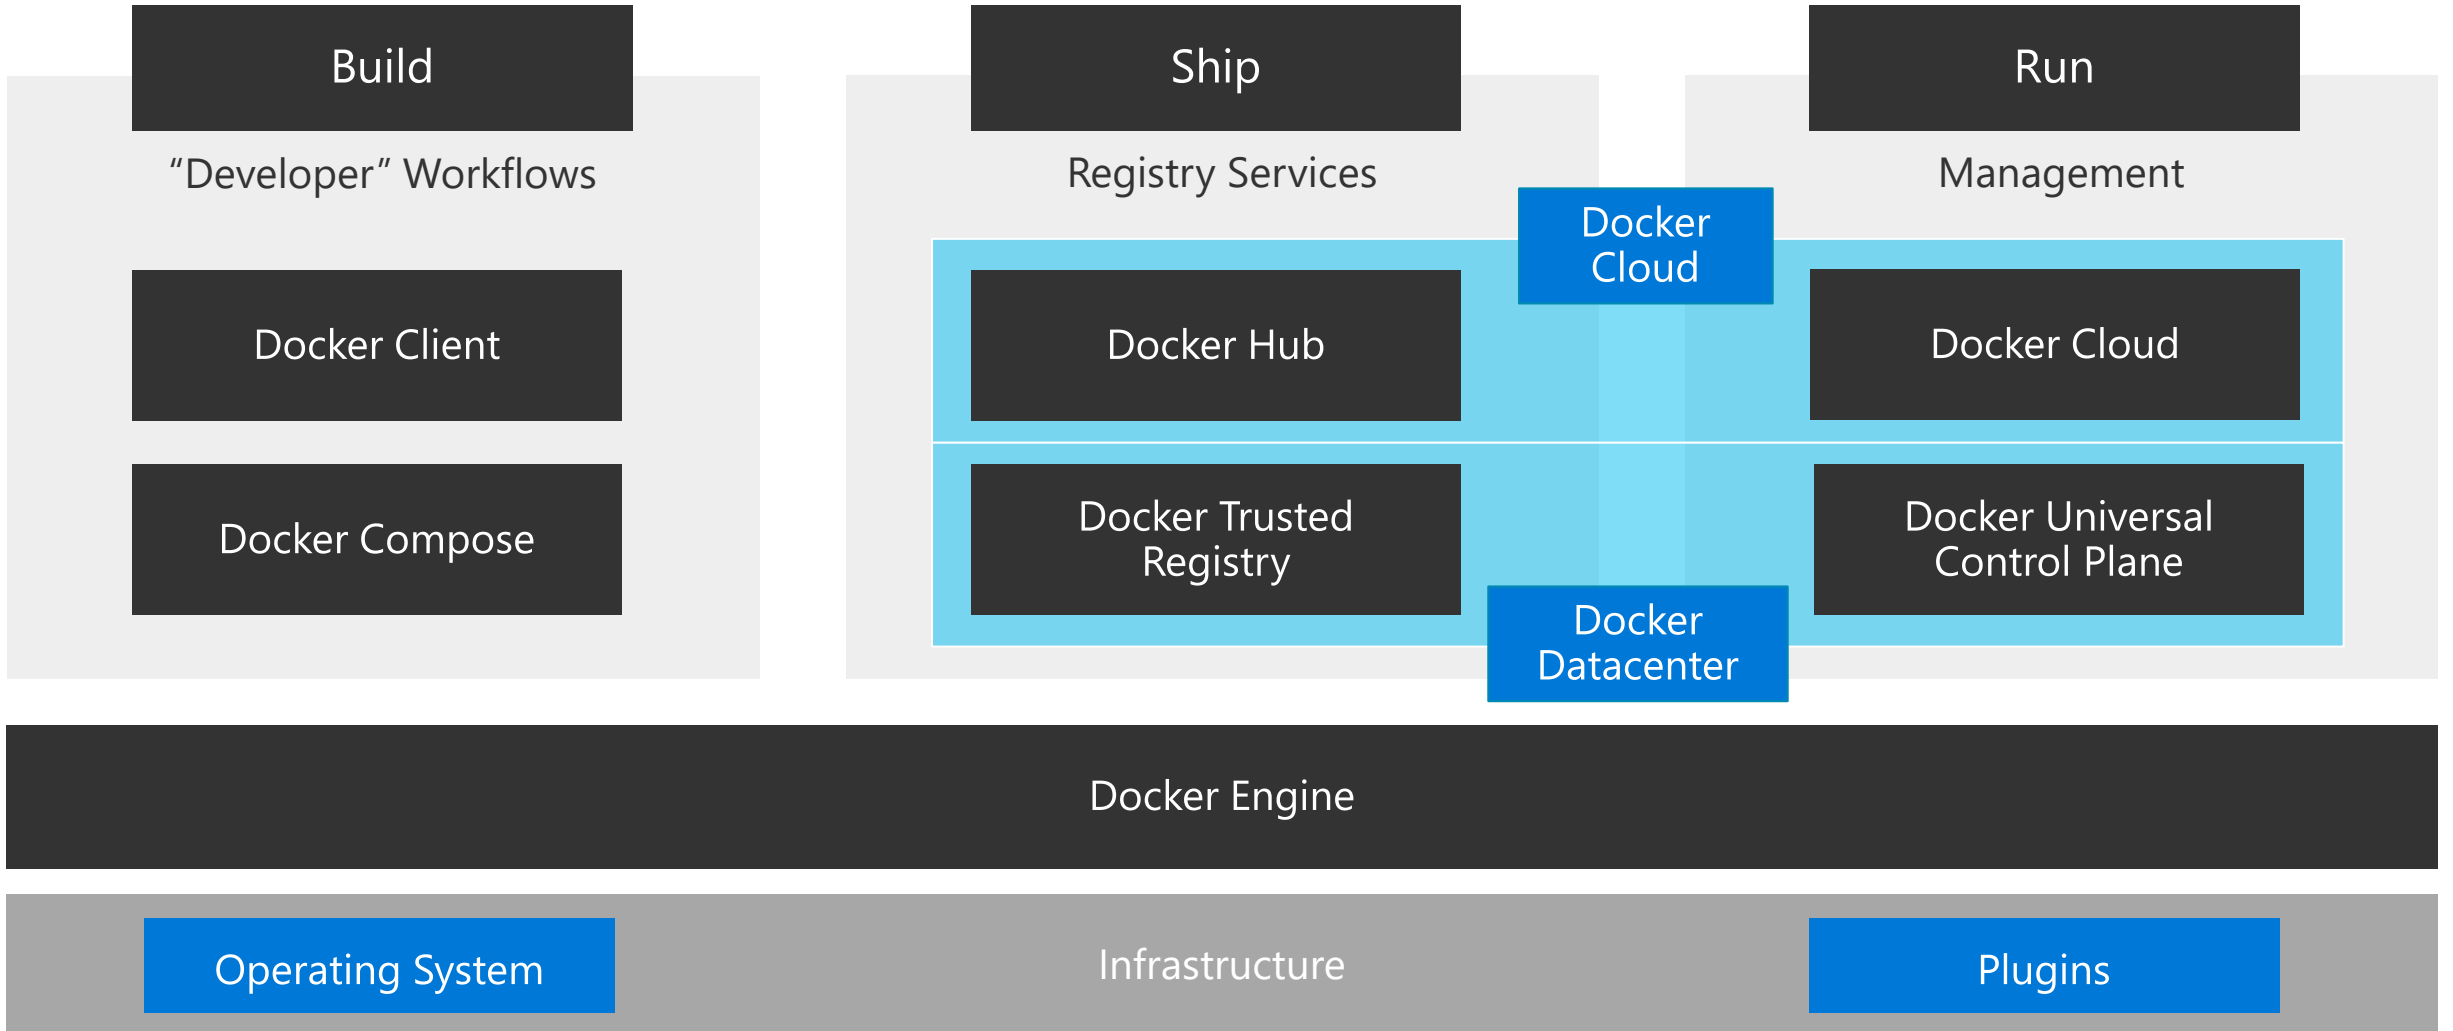 Build
Ship
Run
“Developer” Workflows
Registry Services
Management
Docker
Cloud
Docker Client
Docker Hub
Docker Cloud
Docker Compose
Docker Trusted
Registry
Docker Universal
Control Plane
Docker
Datacenter
Docker Engine
Operating System
Infrastructure
Plugins